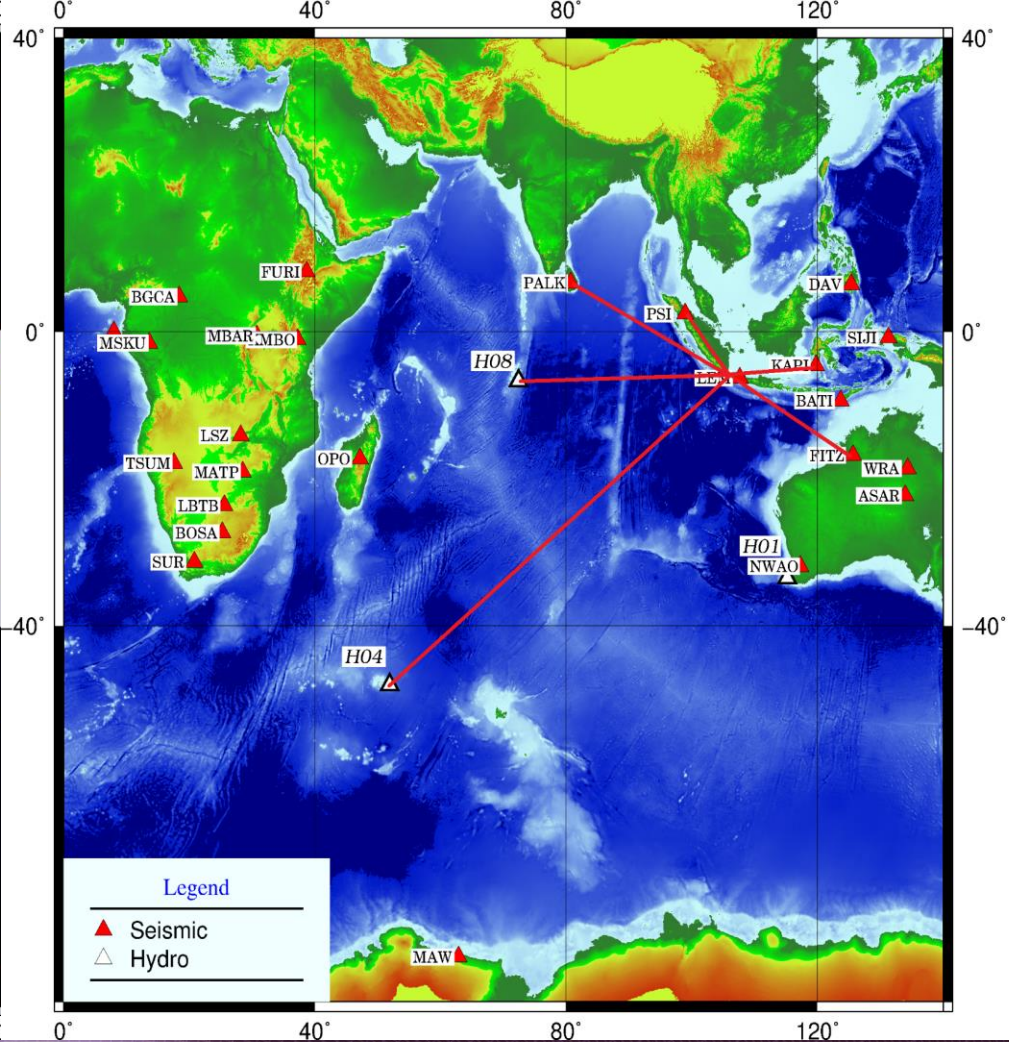 0° 40° 80° 120°
40° 40°
FURI
PALK
DAV
BGCA
PSI
0° 0°
MBAR
MBO
SIJI
MSKU
H08
KAPI
BATI
LSZ
FITZ
OPO
TSUM
WRA
MATP
ASAR
LBTB
BOSA
H01
SUR
NWAO
−40° −40°
H04
Legend
Seismic
Hydro
MAW
0° 40° 80° 120°